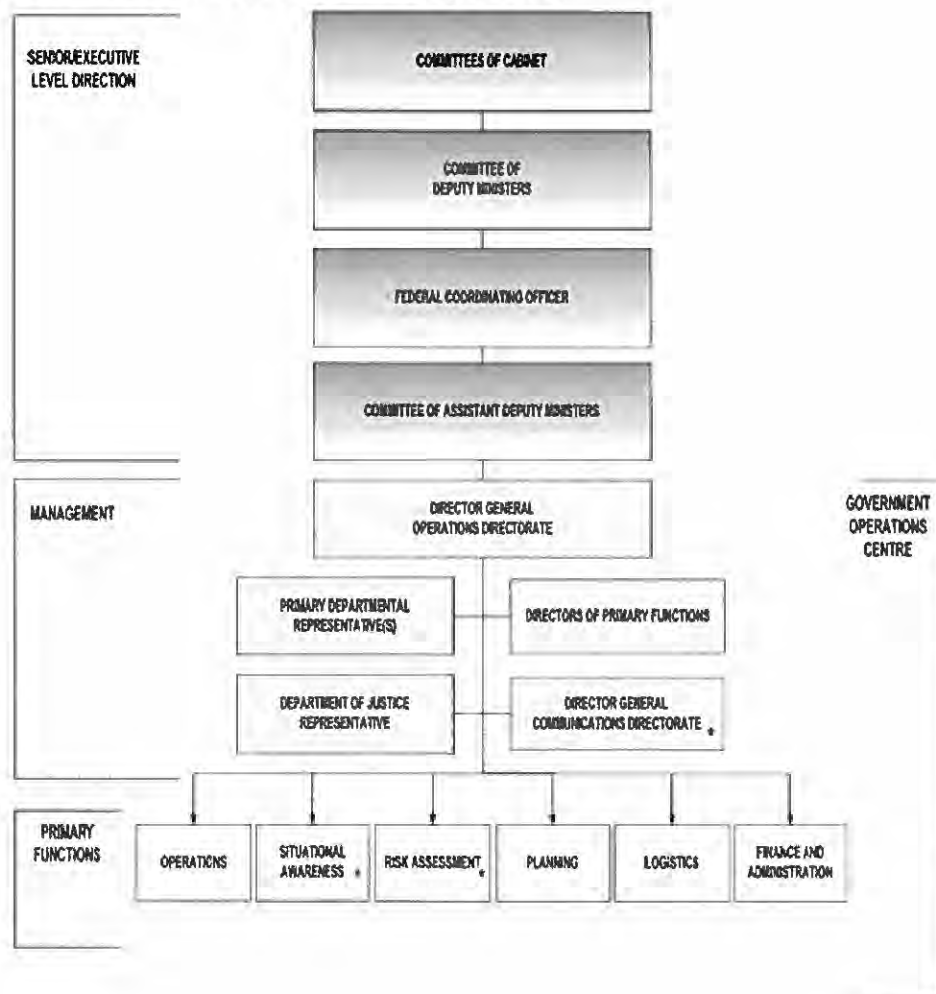 SENIOR/EXECUTIVE
LEVEL DIRECTION
COMMITTEES OF CABINET
COMMITTEE OF
DEPUTY MINISTERS
FEDERAL COORDINATING OFFICER
COMMITTEE OF ASSISTANT DEPUTY MINISTERS
MANAGEMENT
DIRECTOR GENERAL
OPERATIONS DIRECTORATE
GOVERNMENT
OPERATIONS
CENTRE
PRIMARY DEPARTMENTAL
REPRESENTATIVE(S)
DIRECTORS OF PRIMARY FUNCTIONS
DEPARTMENT OF JUSTICE
REPRESENTATIVE
DIRECTOR GENERAL
COMMUNICATIONS DIRECTORATE *
PRIMARY
FUNCTIONS
OPERATIONS
SITUATIONAL
AWARENESS *
RISK ASSESSMENT *
PLANNING
LOGISTICS
FINANCE AND
ADMINISTRATION